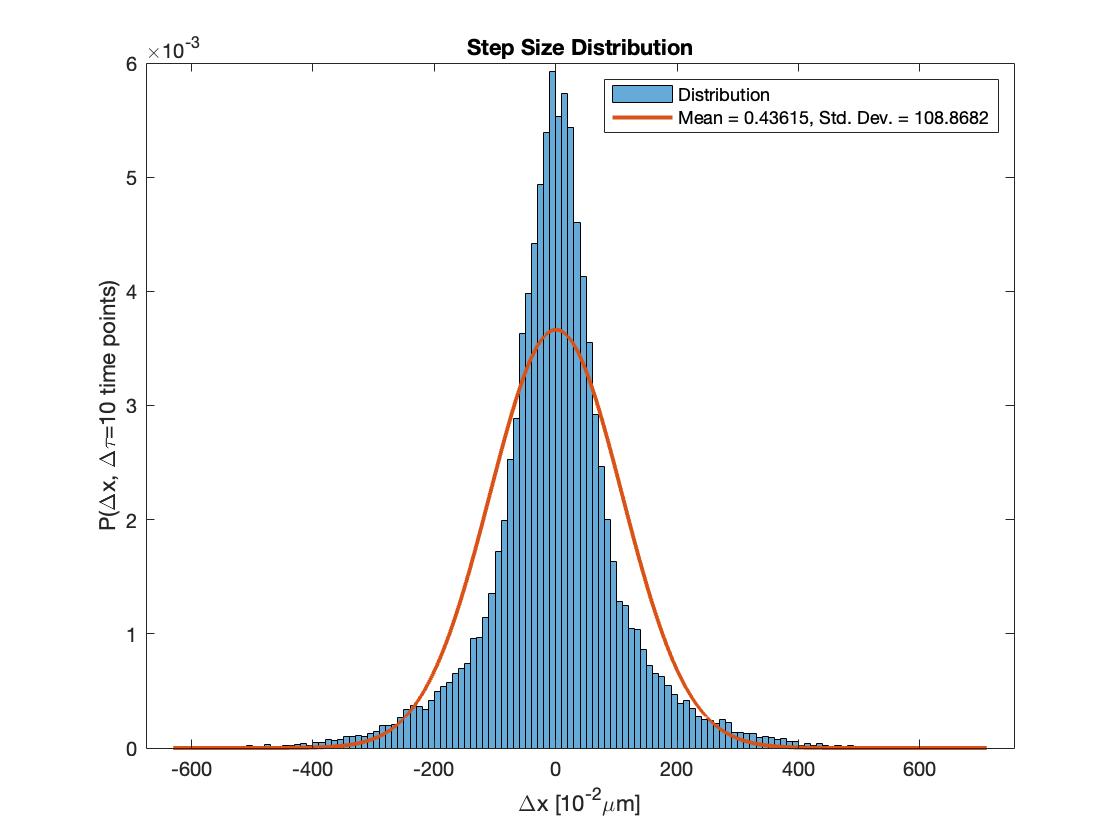 Step Size Distribution
×10⁻³
Distribution
Mean = 0.43615, Std. Dev. = 108.8682
6
5
4
3
2
1
0
P(Δx, Δτ=10 time points)
-600 -400 -200 0 200 400 600
Δx [10⁻²μm]